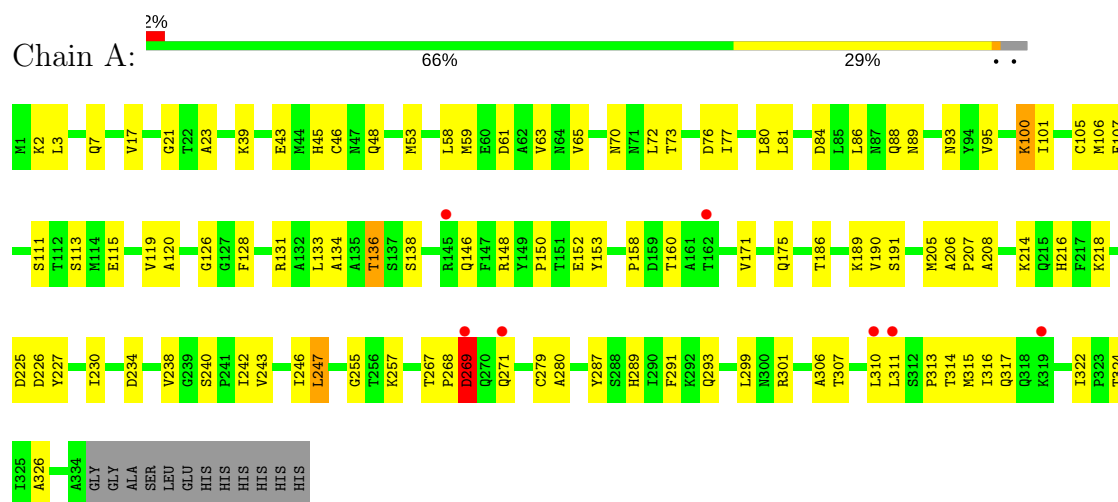 2%
Chain A:
66% 29% • •
M1 K2 L3 Q7 V17 G21 T22 A23 K39 E43 M44 H45 C46 N47 Q48 M53 L58 M59 E60 D61 A62 V63 N64 V65 N70 N71 L72 T73 D76 I77 L80 L81 D84 L85 L86 N87 Q88 N89 N93 Y94 V95 K100 I101 C105 M106 E107
S111 T112 S113 M114 E115 V119 A120 G126 G127 F128 R131 A132 L133 A134 A135 T136 S137 S138 R145 Q146 F147 R148 Y149 P150 T151 E152 Y153 P158 D159 T160 A161 T162 V171 Q175 T186 K189 V190 S191 M205 A206 P207 A208 K214 Q215 H216 F217 K218
D225 D226 Y227 I230 D234 V238 G239 S240 P241 I242 V243 I246 L247 G255 T256 K257 T267 P268 D269 Q270 Q271 C279 A280 Y287 S288 H289 I290 F291 K292 Q293 L299 N300 R301 A306 T307 L310 L311 S312 P313 T314 M315 I316 Q317 Q318 K319 I322 P323
I325 A326 A334 GLY GLY ALA SER LEU GLU HIS HIS HIS HIS HIS HIS